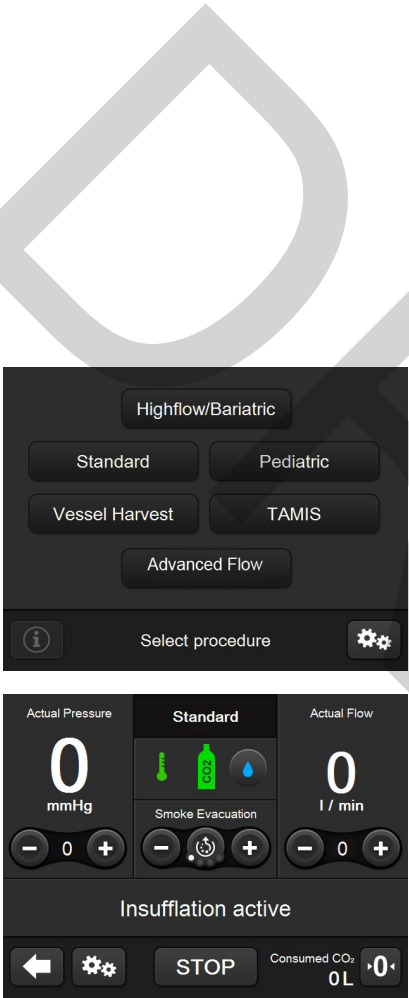 Highflow/Bariatric
Standard
Pediatric
Vessel Harvest
TAMIS
Advanced Flow
i
Select procedure
Actual Pressure
Standard
Actual Flow
0
mmHg
CO2
0
l / min
Smoke Evacuation
− 0 +
− +
− 0 +
Insufflation active
STOP
Consumed CO₂
0 L
0